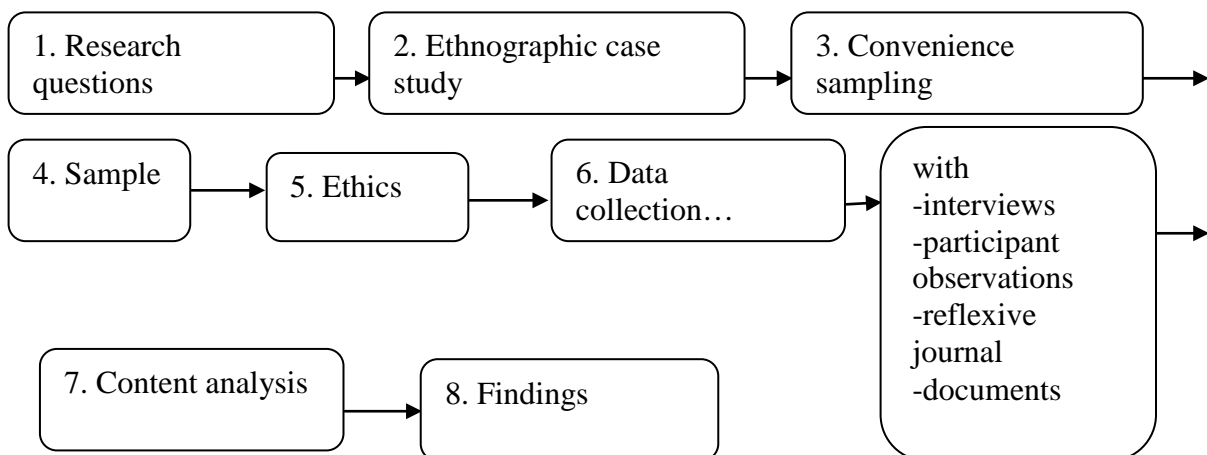 1. Research
questions
2. Ethnographic case
study
3. Convenience
sampling
4. Sample
5. Ethics
6. Data
collection…
with
-interviews
-participant
observations
-reflexive
journal
-documents
7. Content analysis
8. Findings